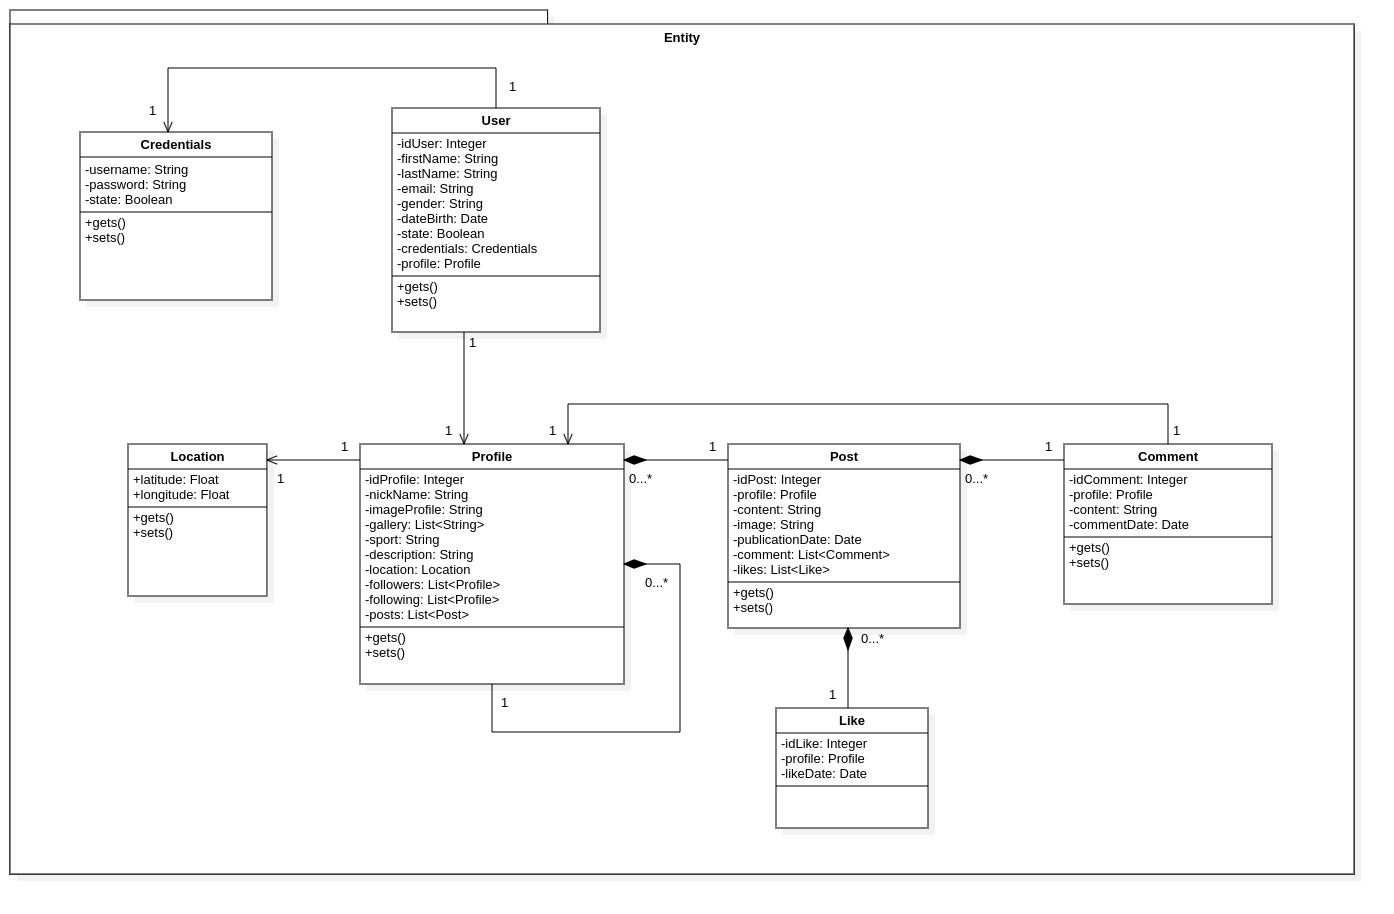 Entity
1
1
Credentials
-username: String
-password: String
-state: Boolean
+gets()
+sets()
User
-idUser: Integer
-firstName: String
-lastName: String
-email: String
-gender: String
-dateBirth: Date
-state: Boolean
-credentials: Credentials
-profile: Profile
+gets()
+sets()
1
1
1
1
Location
+latitude: Float
+longitude: Float
+gets()
+sets()
1
1
Profile
-idProfile: Integer
-nickName: String
-imageProfile: String
-gallery: List<String>
-sport: String
-description: String
-location: Location
-followers: List<Profile>
-following: List<Profile>
-posts: List<Post>
+gets()
+sets()
0...*
1
0...*
1
Post
-idPost: Integer
-profile: Profile
-content: String
-image: String
-publicationDate: Date
-comment: List<Comment>
-likes: List<Like>
+gets()
+sets()
0...*
1
Comment
-idComment: Integer
-profile: Profile
-content: String
-commentDate: Date
+gets()
+sets()
0...*
1
Like
-idLike: Integer
-profile: Profile
-likeDate: Date